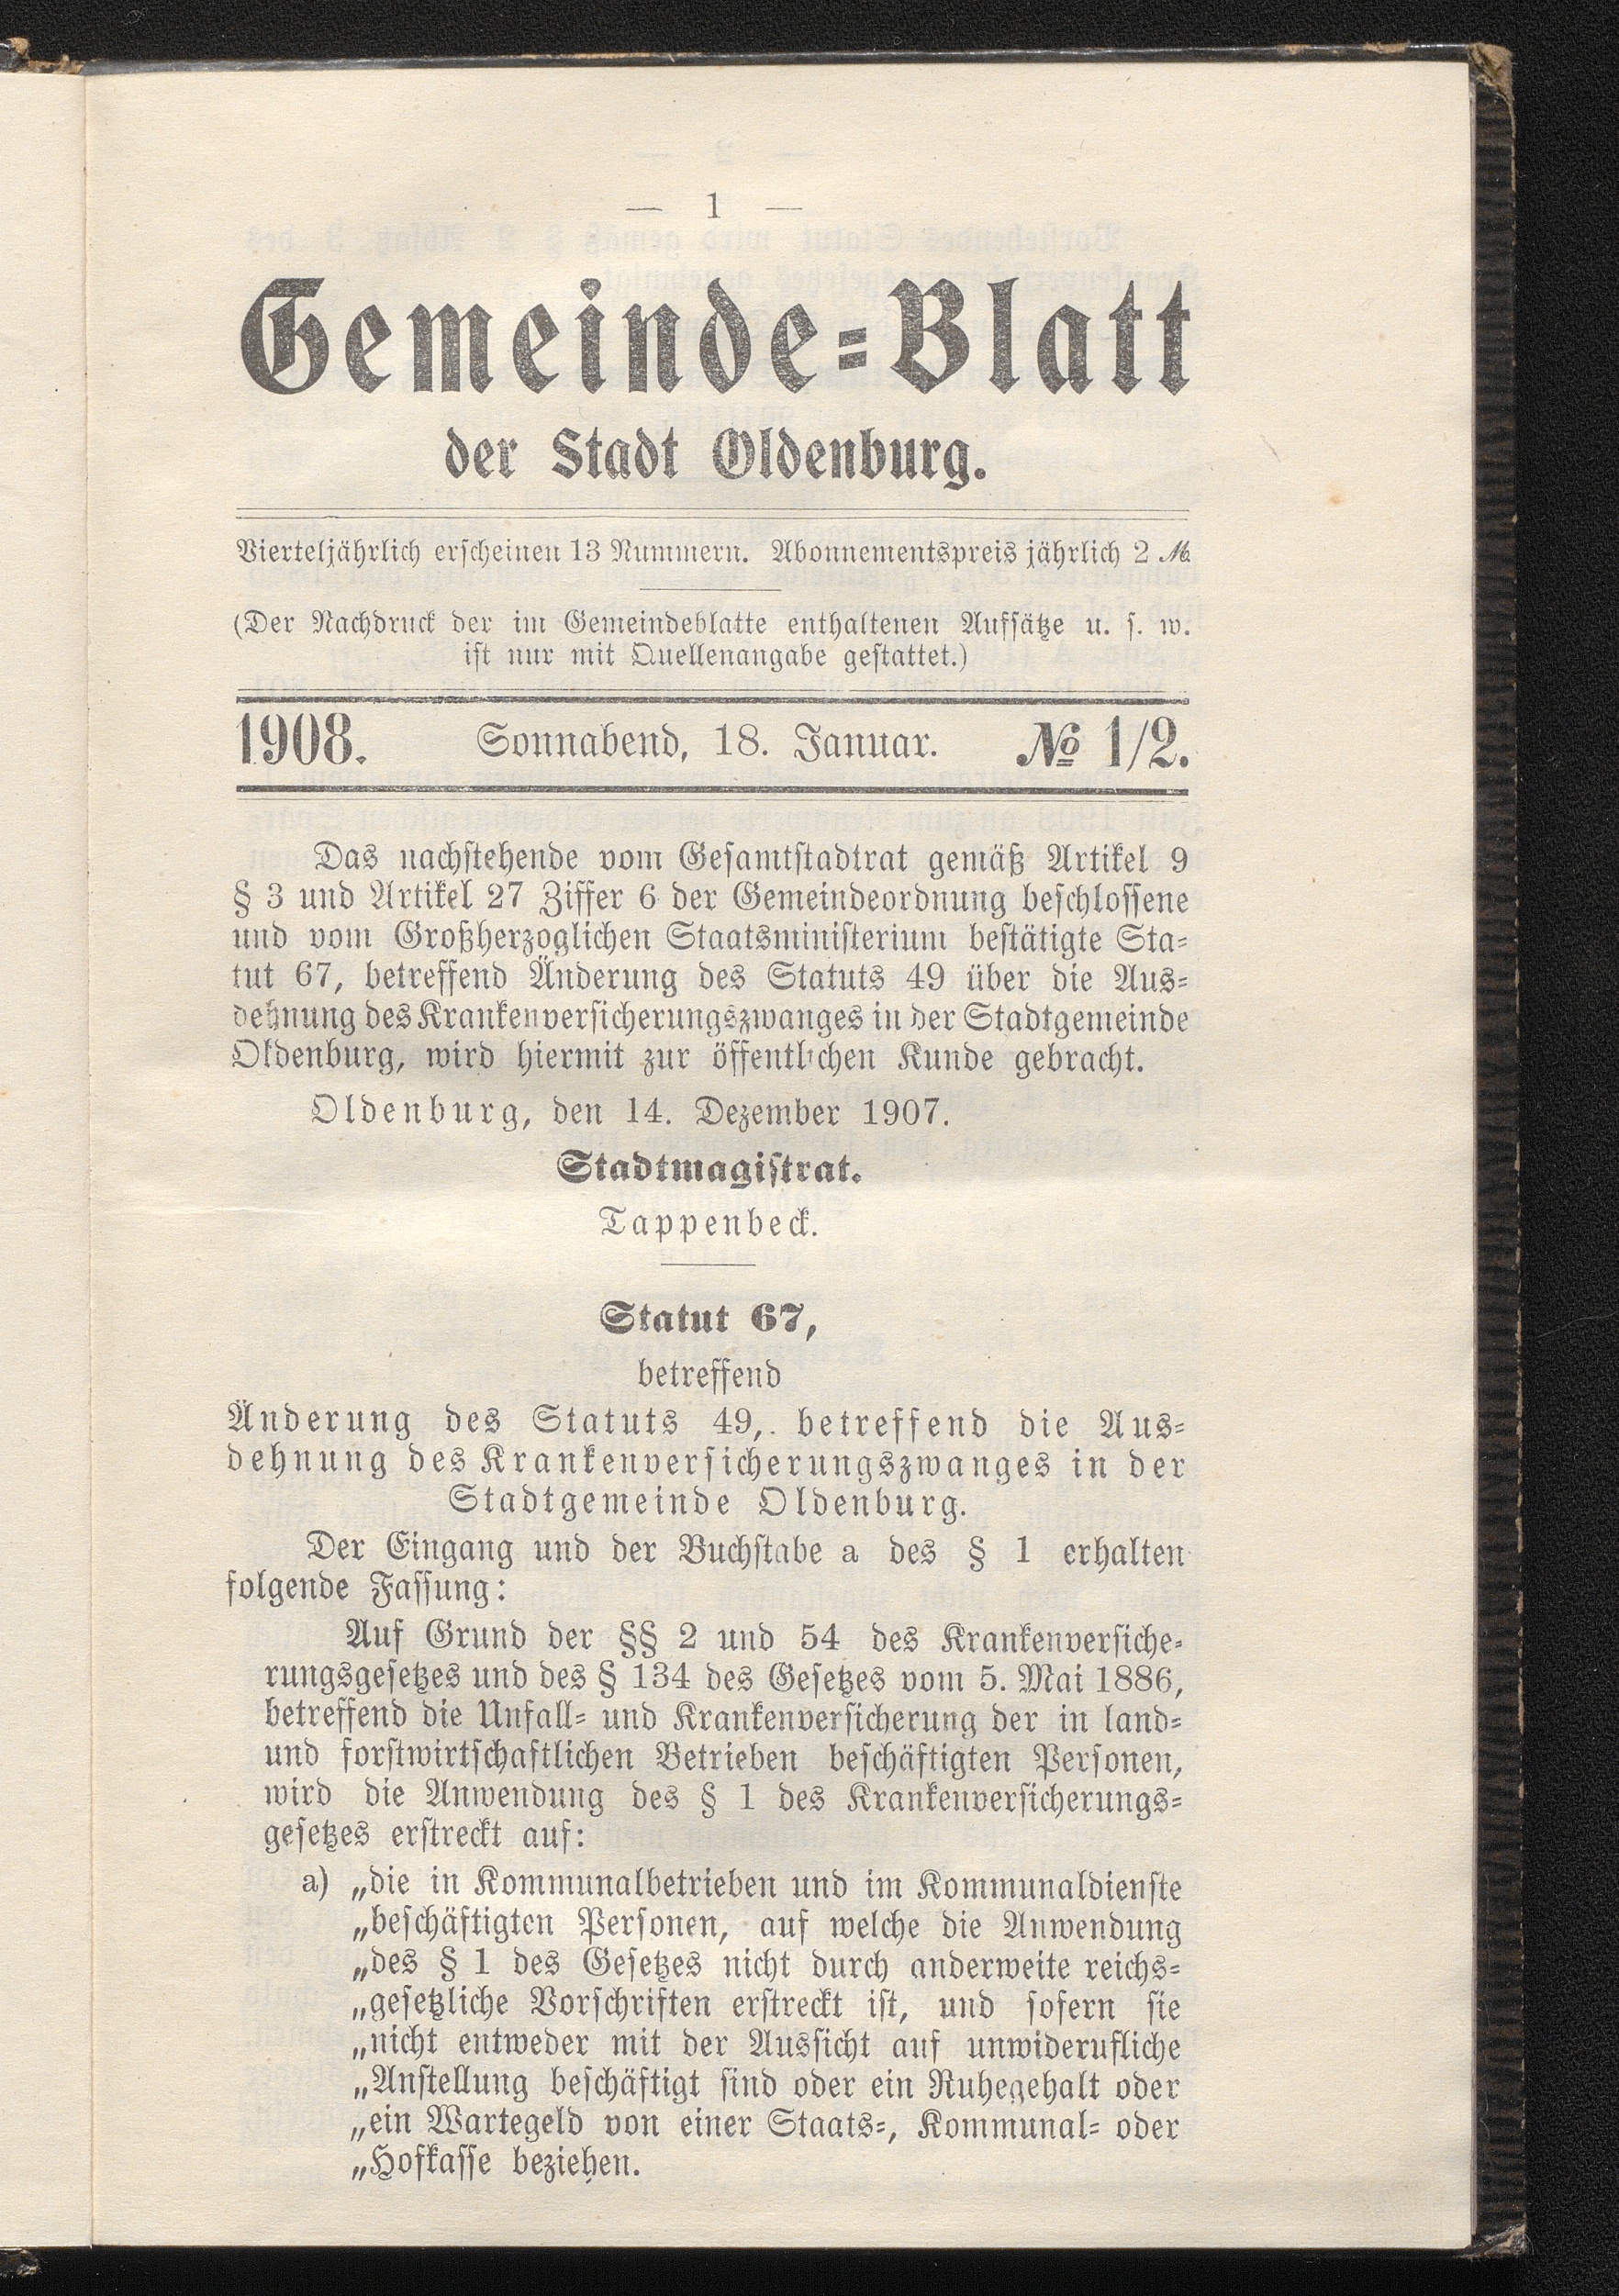 — 1 —
Gemeinde=Blatt
der Stadt Oldenburg.
Vierteljährlich erscheinen 13 Nummern. Abonnementspreis jährlich 2 ℳ
(Der Nachdruck der im Gemeindeblatte enthaltenen Aufsätze u. s. w.
ist nur mit Quellenangabe gestattet.)
1908. Sonnabend, 18. Januar. № 1/2.
Das nachstehende vom Gesamtstadtrat gemäß Artikel 9
§ 3 und Artikel 27 Ziffer 6 der Gemeindeordnung beschlossene
und vom Großherzoglichen Staatsministerium bestätigte Sta=
tut 67, betreffend Änderung des Statuts 49 über die Aus=
dehnung des Krankenversicherungszwanges in der Stadtgemeinde
Oldenburg, wird hiermit zur öffentlichen Kunde gebracht.
Oldenburg, den 14. Dezember 1907.
Stadtmagistrat.
Tappenbeck.
Statut 67,
betreffend
Änderung des Statuts 49, betreffend die Aus=
dehnung des Krankenversicherungszwanges in der
Stadtgemeinde Oldenburg.
Der Eingang und der Buchstabe a des § 1 erhalten
folgende Fassung:
Auf Grund der §§ 2 und 54 des Krankenversiche=
rungsgesetzes und des § 134 des Gesetzes vom 5. Mai 1886,
betreffend die Unfall= und Krankenversicherung der in land=
und forstwirtschaftlichen Betrieben beschäftigten Personen,
wird die Anwendung des § 1 des Krankenversicherungs=
gesetzes erstreckt auf:
a) „die in Kommunalbetrieben und im Kommunaldienste
„beschäftigten Personen, auf welche die Anwendung
„des § 1 des Gesetzes nicht durch anderweite reichs=
„gesetzliche Vorschriften erstreckt ist, und sofern sie
„nicht entweder mit der Aussicht auf unwiderufliche
„Anstellung beschäftigt sind oder ein Ruhegehalt oder
„ein Wartegeld von einer Staats=, Kommunal= oder
„Hofkasse beziehen.